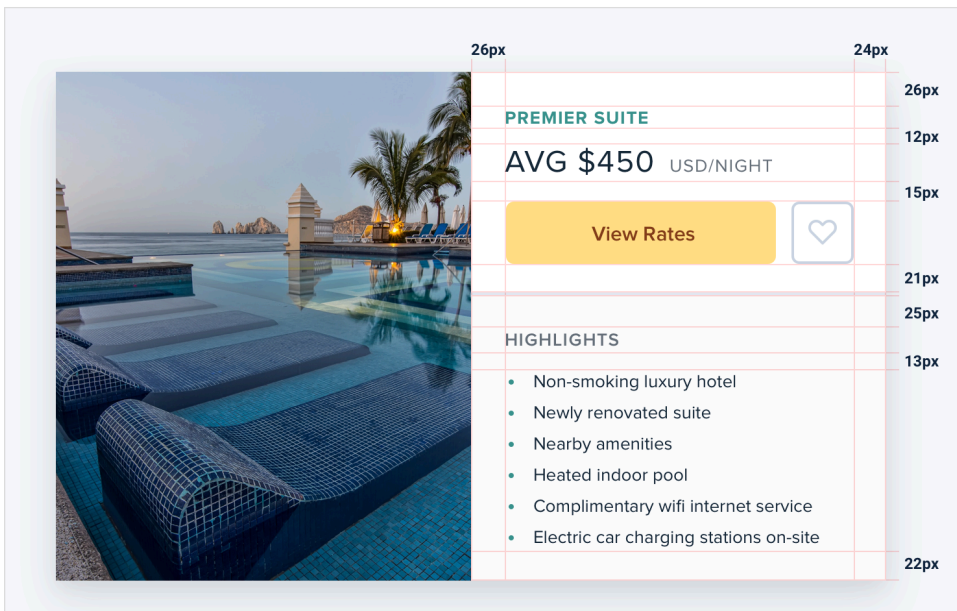 26px 24px
26px
PREMIER SUITE
12px
AVG $450 USD/NIGHT
15px
View Rates
21px
25px
HIGHLIGHTS
13px
Non-smoking luxury hotel
Newly renovated suite
Nearby amenities
Heated indoor pool
Complimentary wifi internet service
Electric car charging stations on-site
22px